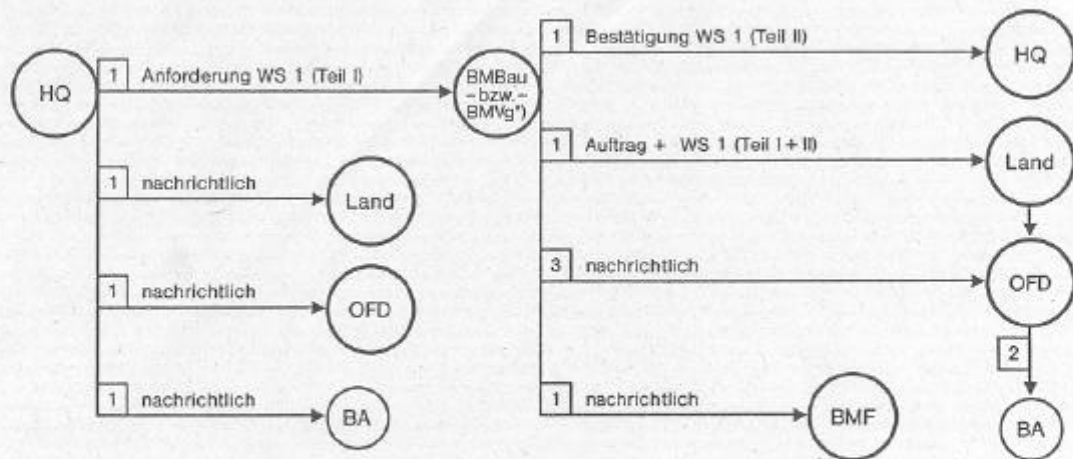 HQ
1 Anforderung WS 1 (Teil I)
BMBau
- bzw. -
BMVg*)
1 Bestätigung WS 1 (Teil II)
HQ
1 nachrichtlich
Land
1 Auftrag + WS 1 (Teil I + II)
Land
1 nachrichtlich
OFD
3 nachrichtlich
OFD
2
1 nachrichtlich
BA
1 nachrichtlich
BMF
BA